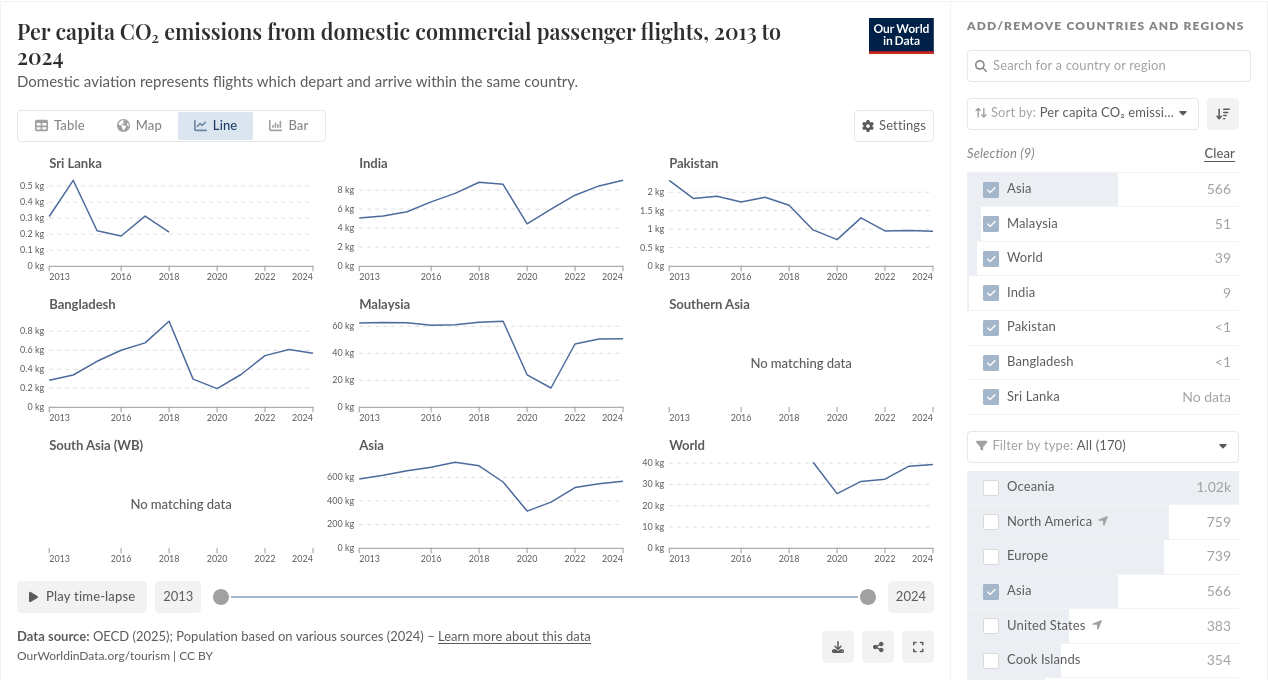 Per capita CO₂ emissions from domestic commercial passenger flights, 2013 to
2024
Domestic aviation represents flights which depart and arrive within the same country.
Our World
in Data
Table
Map
Line
Bar
Settings
Sri Lanka
0.5 kg
0.4 kg
0.3 kg
0.2 kg
0.1 kg
0 kg
2013 2016 2018 2020 2022 2024
India
8 kg
6 kg
4 kg
2 kg
0 kg
2013 2016 2018 2020 2022 2024
Pakistan
2 kg
1.5 kg
1 kg
0.5 kg
0 kg
2013 2016 2018 2020 2022 2024
Bangladesh
0.8 kg
0.6 kg
0.4 kg
0.2 kg
0 kg
2013 2016 2018 2020 2022 2024
Malaysia
60 kg
40 kg
20 kg
0 kg
2013 2016 2018 2020 2022 2024
Southern Asia
No matching data
2013 2016 2018 2020 2022 2024
South Asia (WB)
No matching data
2013 2016 2018 2020 2022 2024
Asia
600 kg
400 kg
200 kg
0 kg
2013 2016 2018 2020 2022 2024
World
40 kg
30 kg
20 kg
10 kg
0 kg
2013 2016 2018 2020 2022 2024
Play time-lapse
2013
2024
Data source: OECD (2025); Population based on various sources (2024) – Learn more about this data
OurWorldinData.org/tourism | CC BY
ADD/REMOVE COUNTRIES AND REGIONS
Search for a country or region
Sort by: Per capita CO₂ emissi...
Selection (9)
Clear
Asia 566
Malaysia 51
World 39
India 9
Pakistan <1
Bangladesh <1
Sri Lanka No data
Filter by type: All (170)
Oceania 1.02k
North America 759
Europe 739
Asia 566
United States 383
Cook Islands 354